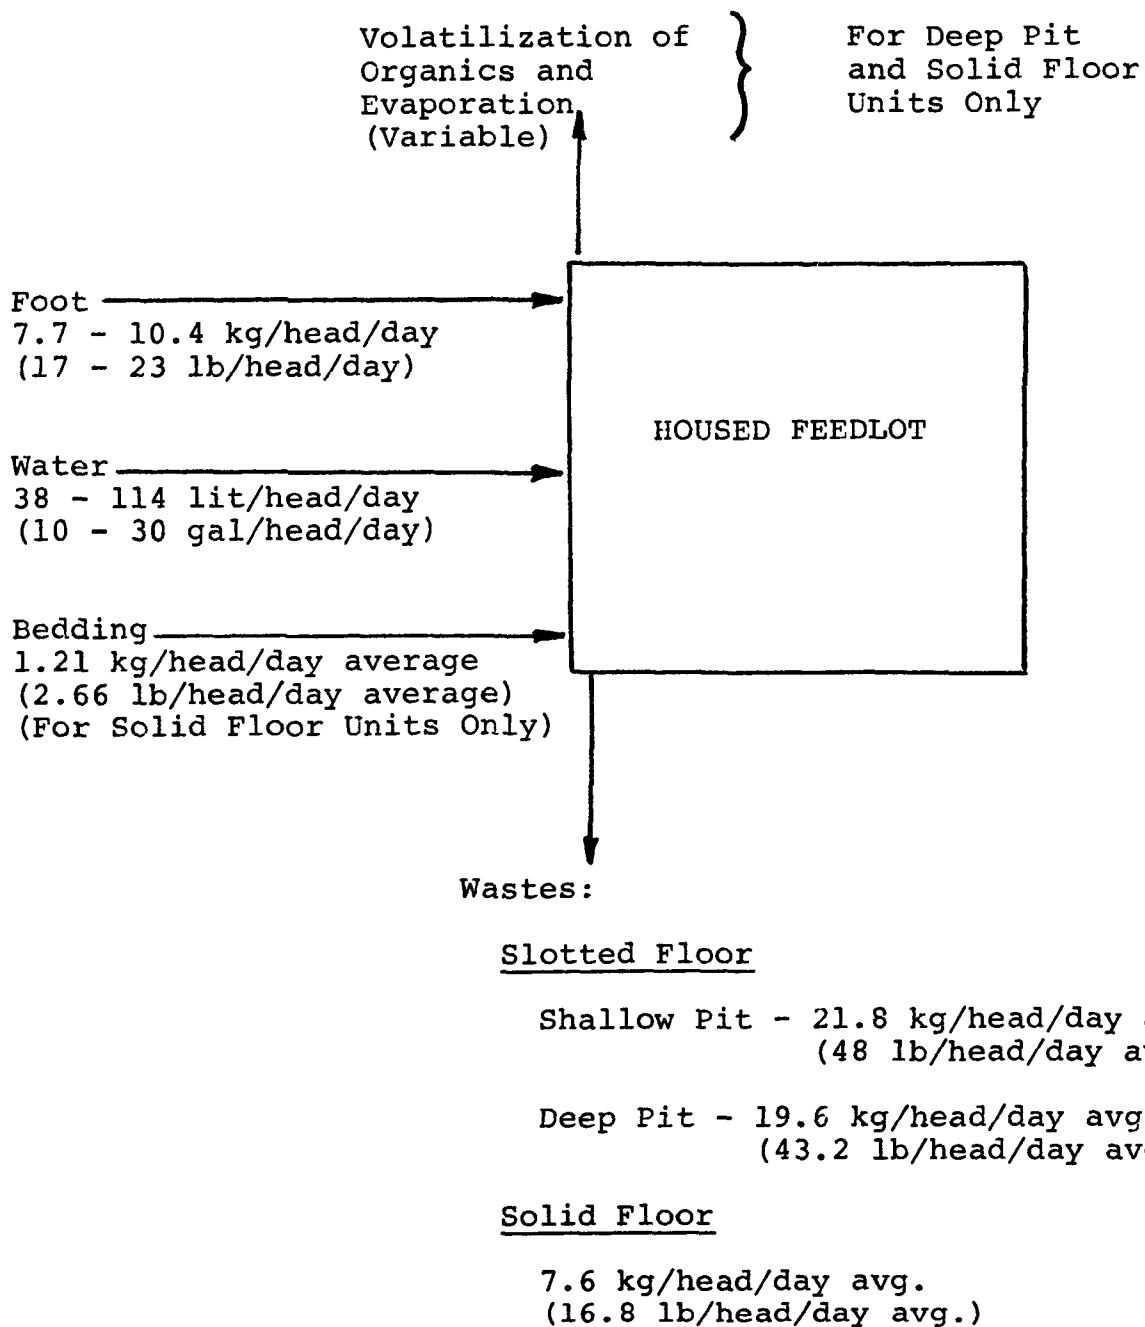 Volatilization of
Organics and
Evaporation
(Variable)
For Deep Pit
and Solid Floor
Units Only
Foot
7.7 - 10.4 kg/head/day
(17 - 23 lb/head/day)
HOUSED FEEDLOT
Water
38 - 114 lit/head/day
(10 - 30 gal/head/day)
Bedding
1.21 kg/head/day average
(2.66 lb/head/day average)
(For Solid Floor Units Only)
Wastes:
Slotted Floor
Shallow Pit - 21.8 kg/head/day
(48 lb/head/day
Deep Pit - 19.6 kg/head/day avg
(43.2 lb/head/day
Solid Floor
7.6 kg/head/day avg.
(16.8 lb/head/day avg.)